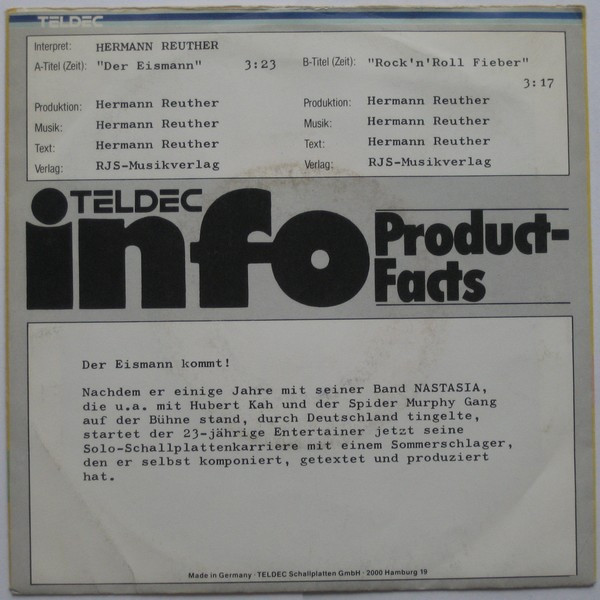 TELDEC
Interpret: HERMANN REUTHER
A-Titel (Zeit): "Der Eismann" 3:23 B-Titel (Zeit): "Rock'n'Roll Fieber"
3:17
Produktion: Hermann Reuther Produktion: Hermann Reuther
Musik: Hermann Reuther Musik: Hermann Reuther
Text: Hermann Reuther Text: Hermann Reuther
Verlag: RJS-Musikverlag Verlag: RJS-Musikverlag
TELDEC
info Product-
Facts
Der Eismann kommt!
Nachdem er einige Jahre mit seiner Band NASTASIA,
die u.a. mit Hubert Kah und der Spider Murphy Gang
auf der Bühne stand, durch Deutschland tingelte,
startet der 23-jährige Entertainer jetzt seine
Solo-Schallplattenkarriere mit einem Sommerschlager,
den er selbst komponiert, getextet und produziert
hat.
Made in Germany · TELDEC Schallplatten GmbH · 2000 Hamburg 19